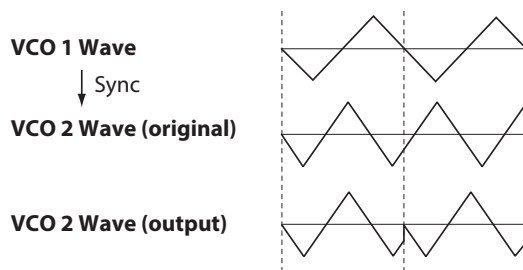 VCO 1 Wave
Sync
VCO 2 Wave (original)
VCO 2 Wave (output)